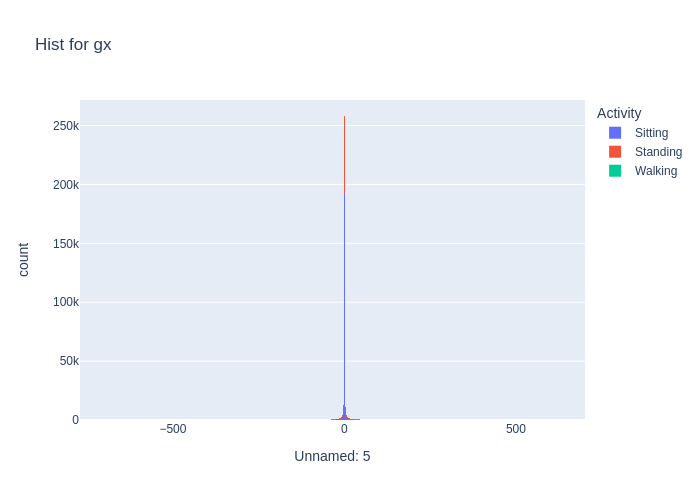 Hist for gx
Activity
Sitting
Standing
Walking
250k
200k
150k
100k
50k
0
count
−500
0
500
Unnamed: 5